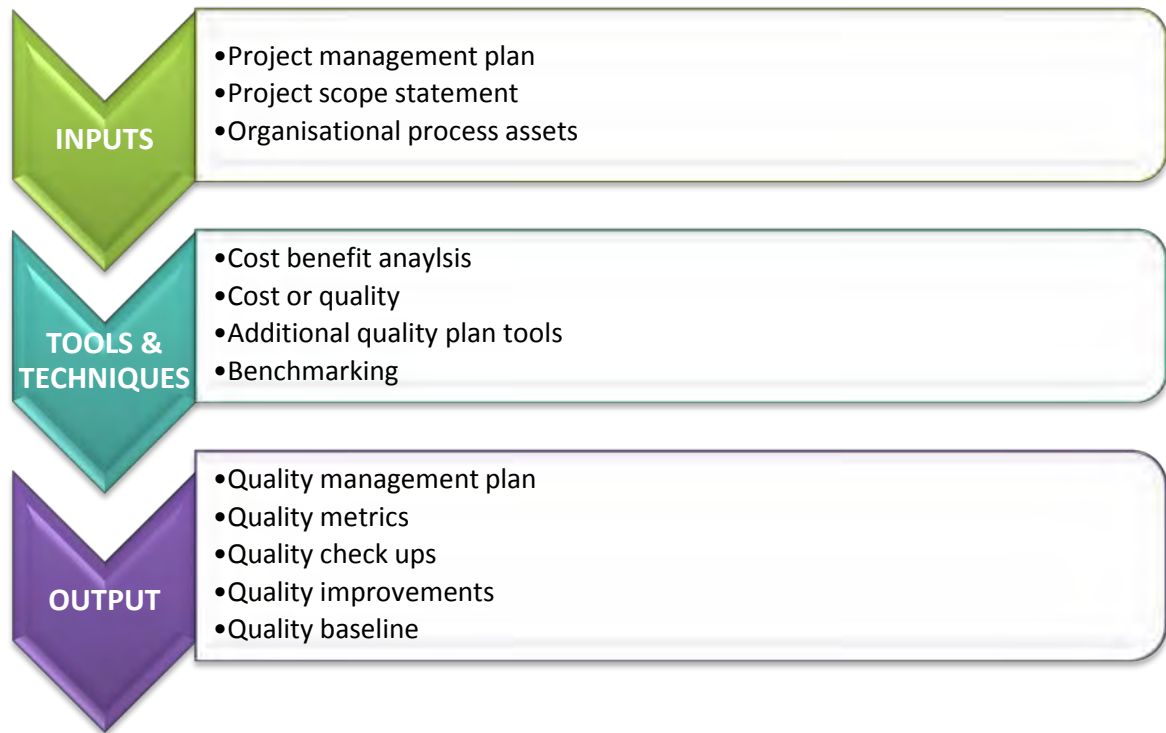 INPUTS
•Project management plan
•Project scope statement
•Organisational process assets
TOOLS &
TECHNIQUES
•Cost benefit anaylsis
•Cost or quality
•Additional quality plan tools
•Benchmarking
OUTPUT
•Quality management plan
•Quality metrics
•Quality check ups
•Quality improvements
•Quality baseline